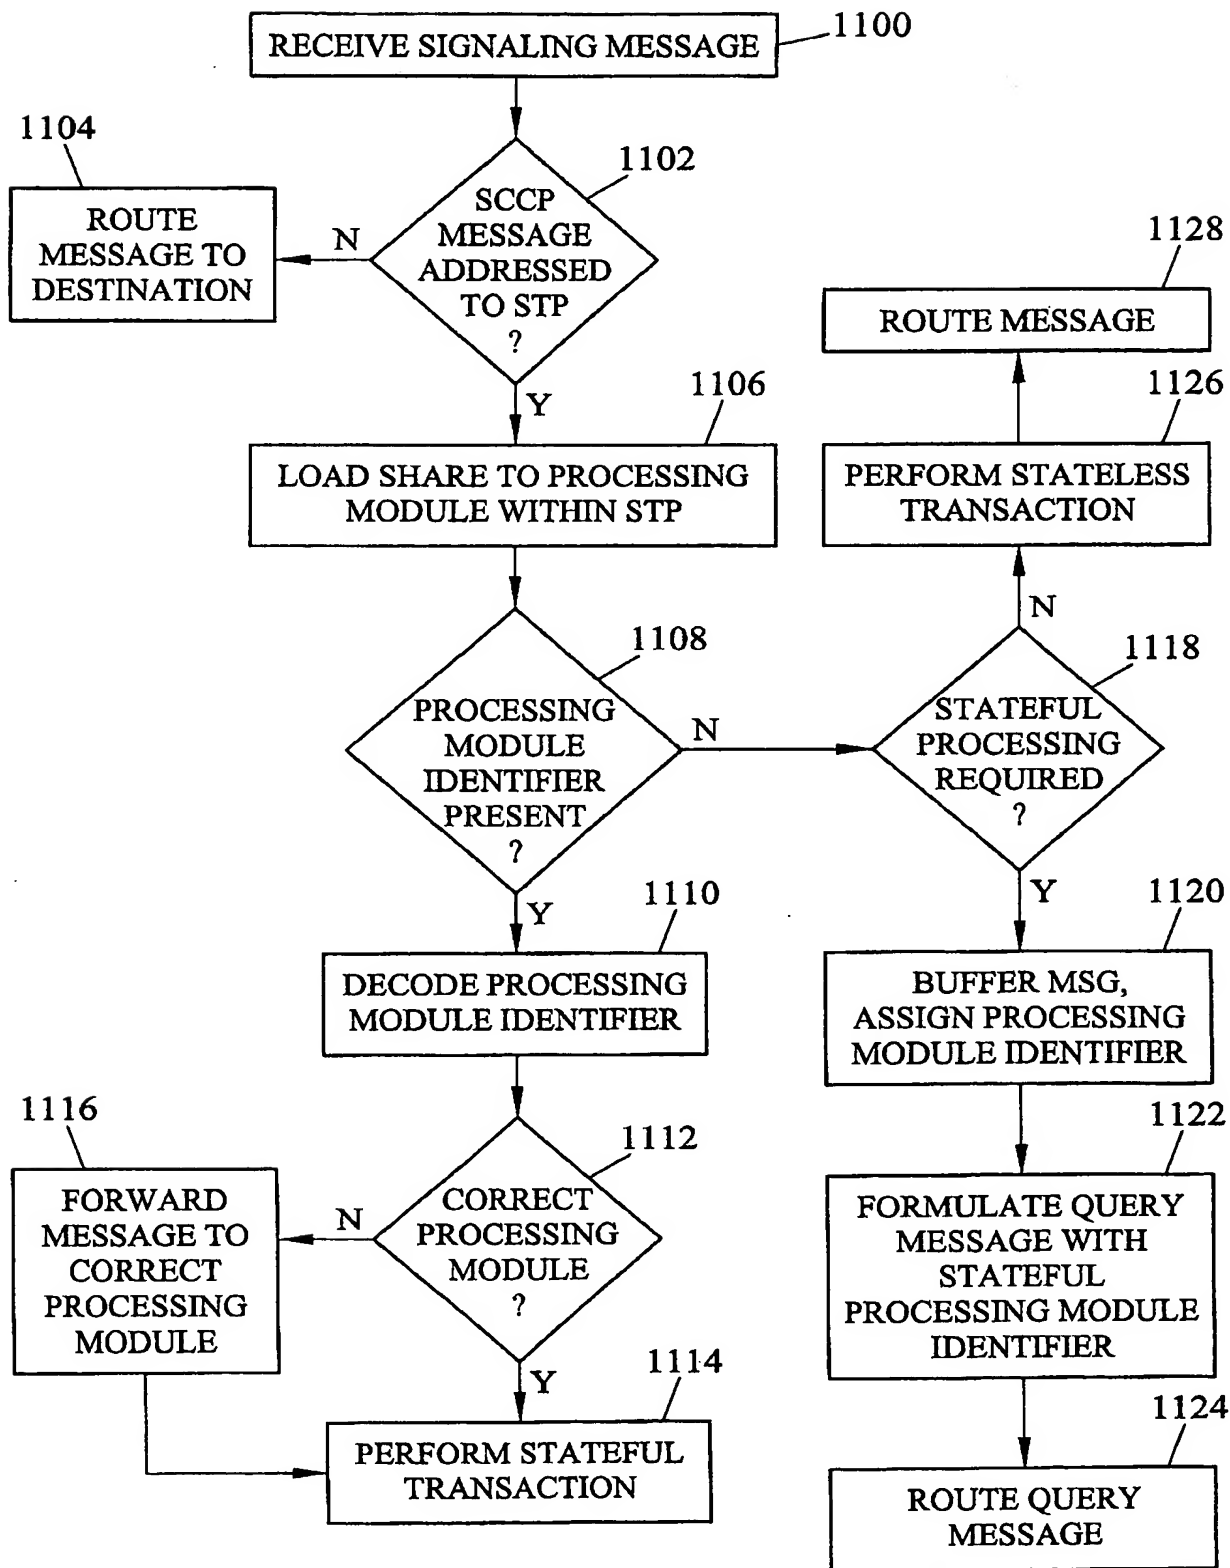 1100
RECEIVE SIGNALING MESSAGE
1104
1102
ROUTE
MESSAGE TO
DESTINATION
N
SCCP
MESSAGE
ADDRESSED
TO STP
?
Y
1128
ROUTE MESSAGE
1106
LOAD SHARE TO PROCESSING
MODULE WITHIN STP
1126
PERFORM STATELESS
TRANSACTION
N
1108
PROCESSING
MODULE
IDENTIFIER
PRESENT
?
N
Y
1118
STATEFUL
PROCESSING
REQUIRED
?
Y
1110
DECODE PROCESSING
MODULE IDENTIFIER
1120
BUFFER MSG,
ASSIGN PROCESSING
MODULE IDENTIFIER
1116
FORWARD
MESSAGE TO
CORRECT
PROCESSING
MODULE
N
1112
CORRECT
PROCESSING
MODULE
?
Y
1122
FORMULATE QUERY
MESSAGE WITH
STATEFUL
PROCESSING MODULE
IDENTIFIER
1114
PERFORM STATEFUL
TRANSACTION
1124
ROUTE QUERY
MESSAGE